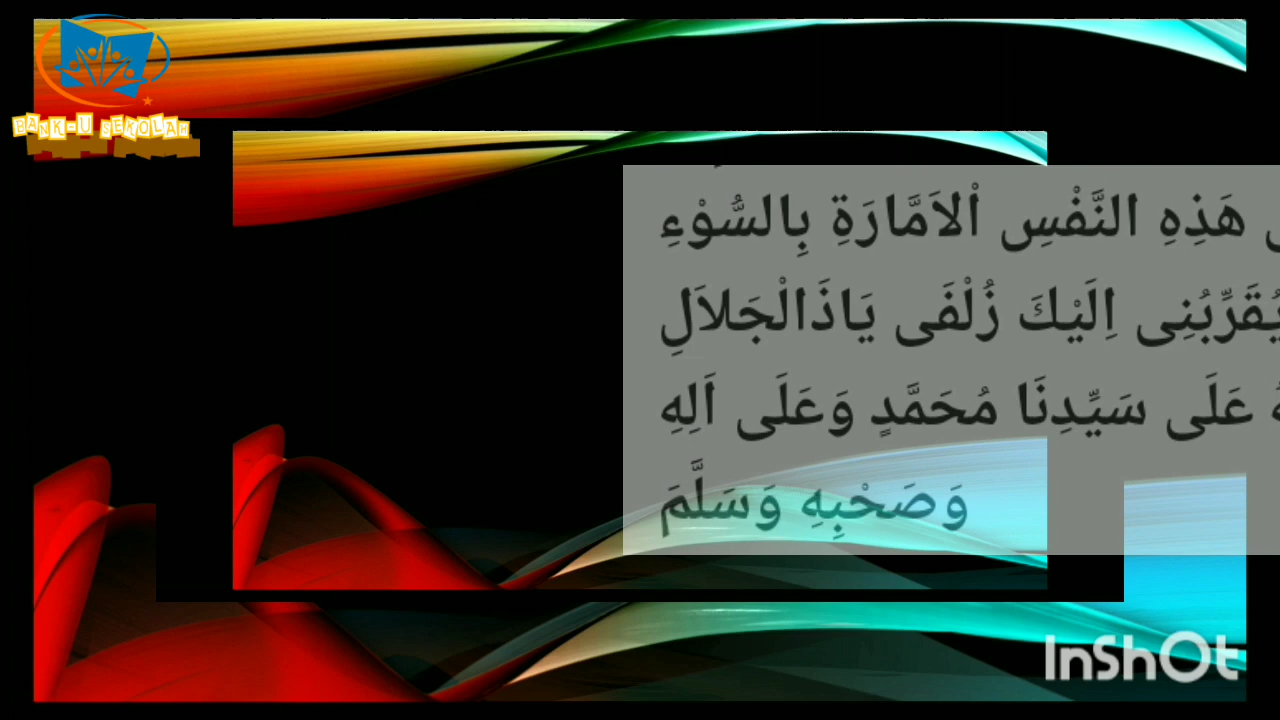 BANK-U SEKOLAH
هَذِهِ النَّفْسِ اْلاَمَّارَةِ بِالسُّوْءِ
يُقَرِّبُنِى اِلَيْكَ زُلْفَى يَاذَالْجَلاَلِ
عَلَى سَيِّدِنَا مُحَمَّدٍ وَعَلَى اَلِهِ
وَصَحْبِهِ وَسَلَّمَ
InShOt